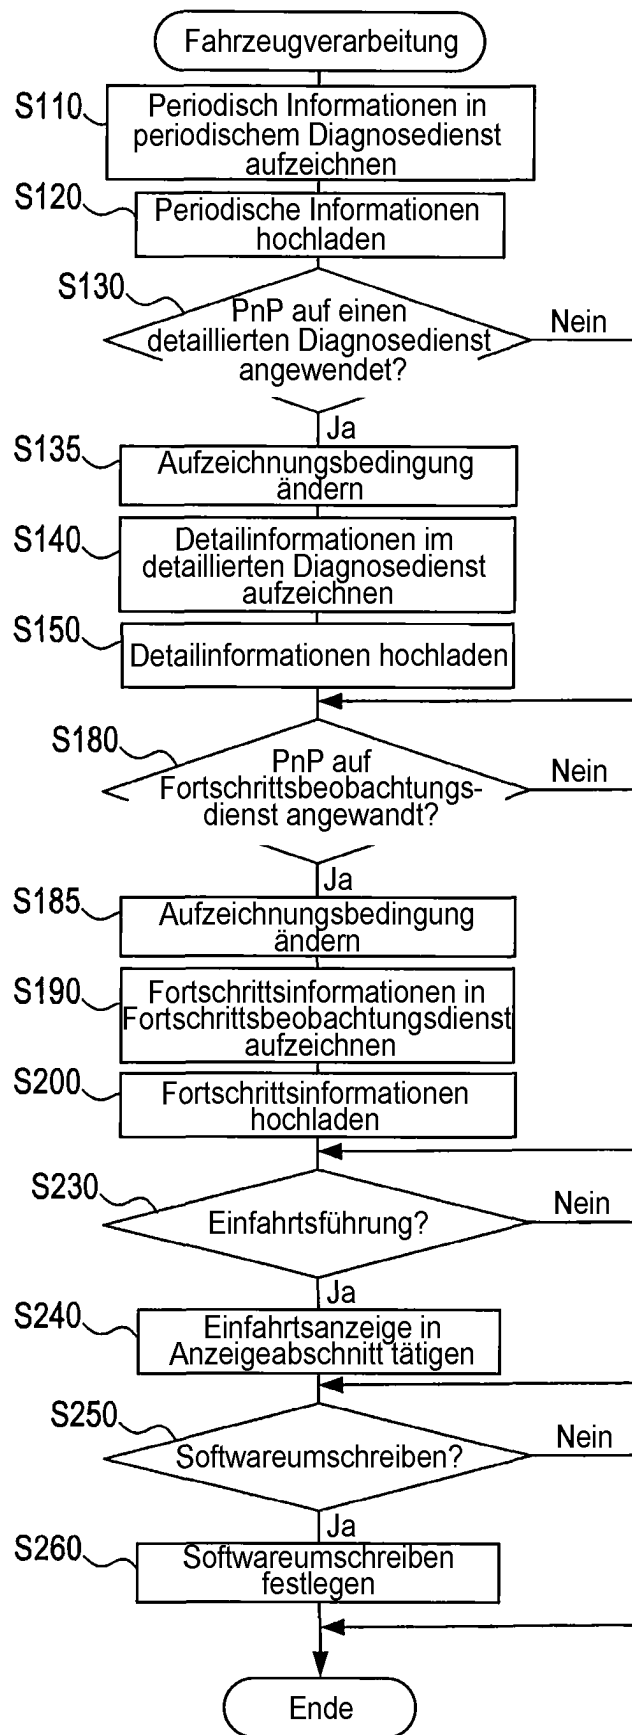 Fahrzeugverarbeitung
S110
Periodisch Informationen in
periodischem Diagnosedienst
aufzeichnen
S120
Periodische Informationen
hochladen
S130
PnP auf einen
detaillierten Diagnosedienst
angewendet?
Nein
Ja
S135
Aufzeichnungsbedingung
ändern
S140
Detailinformationen im
detaillierten Diagnosedienst
aufzeichnen
S150
Detailinformationen hochladen
S180
PnP auf
Fortschrittsbeobachtungs-
dienst angewandt?
Nein
Ja
S185
Aufzeichnungsbedingung
ändern
S190
Fortschrittsinformationen in
Fortschrittsbeobachtungsdienst
aufzeichnen
S200
Fortschrittsinformationen
hochladen
S230
Einfahrtsführung?
Nein
Ja
S240
Einfahrtsanzeige in
Anzeigeabschnitt tätigen
S250
Softwareumschreiben?
Nein
Ja
S260
Softwareumschreiben
festlegen
Ende